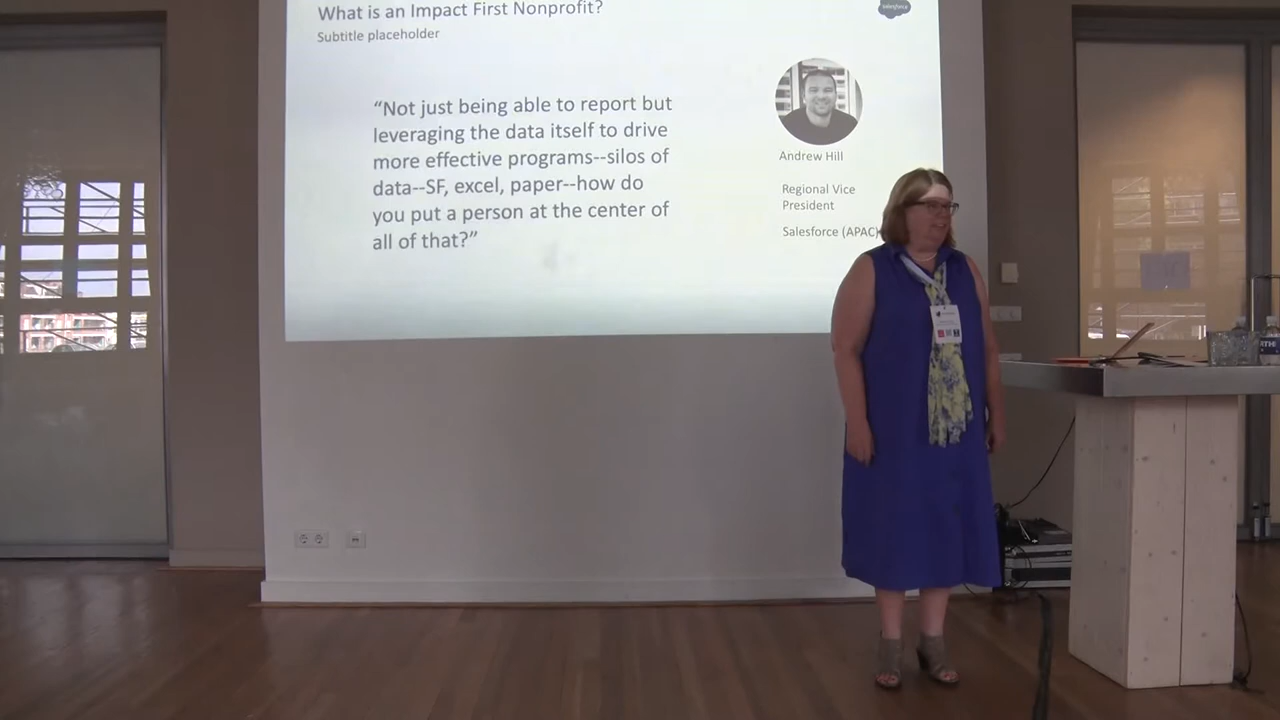 What is an Impact First Nonprofit?
salesforce
Subtitle placeholder
“Not just being able to report but
leveraging the data itself to drive
more effective programs--silos of
data--SF, excel, paper--how do
you put a person at the center of
all of that?”
Andrew Hill
Regional Vice
President
Salesforce (APAC)